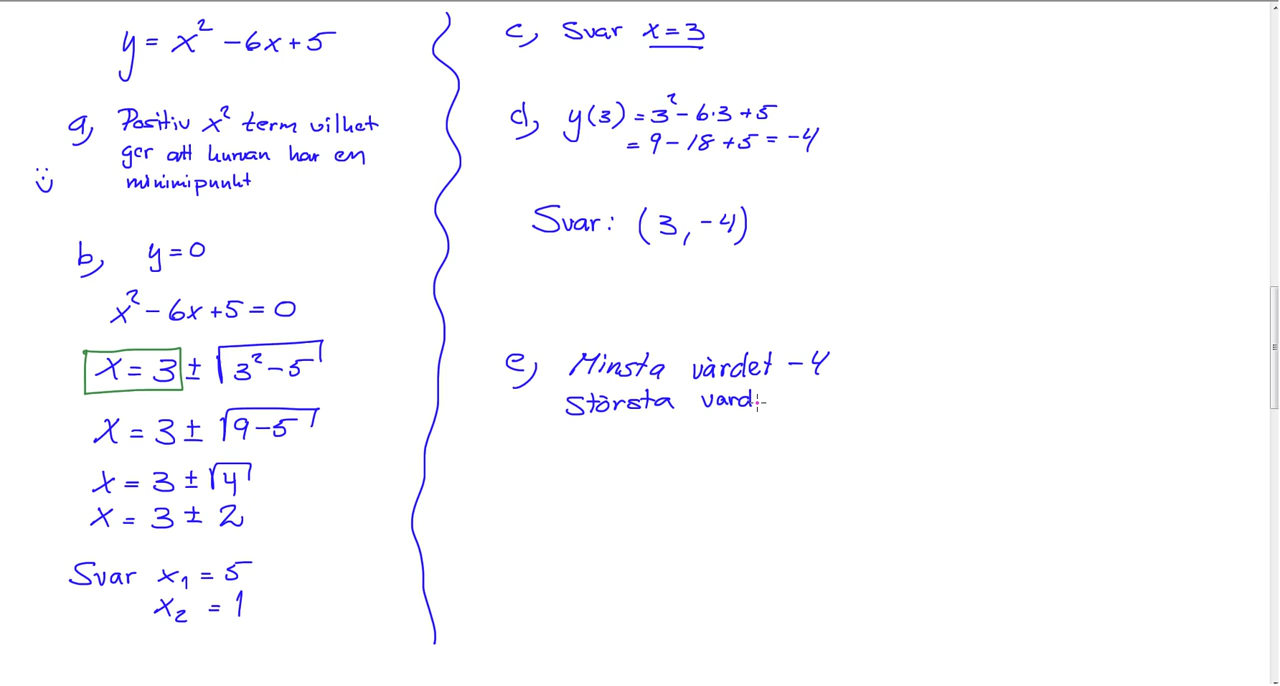 y = x² - 6x + 5
a) Positiv x² term vilket
ger att kurvan har en
minimipunkt
b) y = 0
x² - 6x + 5 = 0
x = 3 ± √(3² - 5)
x = 3 ± √(9 - 5)
x = 3 ± √4
x = 3 ± 2
Svar x₁ = 5
x₂ = 1
c) Svar x = 3
d) y(3) = 3² - 6·3 + 5
= 9 - 18 + 5 = -4
Svar: (3, -4)
e) Minsta värdet -4
Största vard